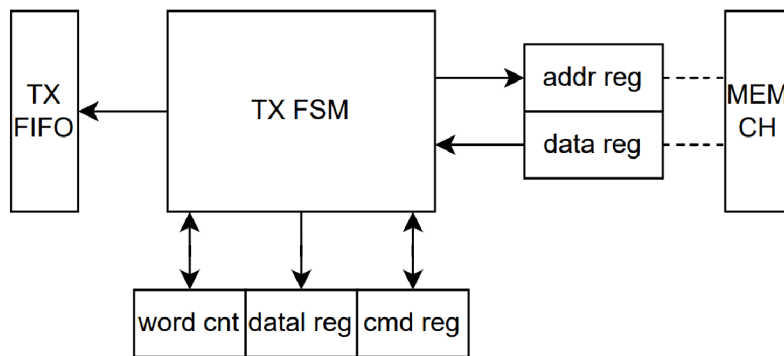 TX
FIFO
TX FSM
addr reg
data reg
MEM
CH
word cnt
datal reg
cmd reg